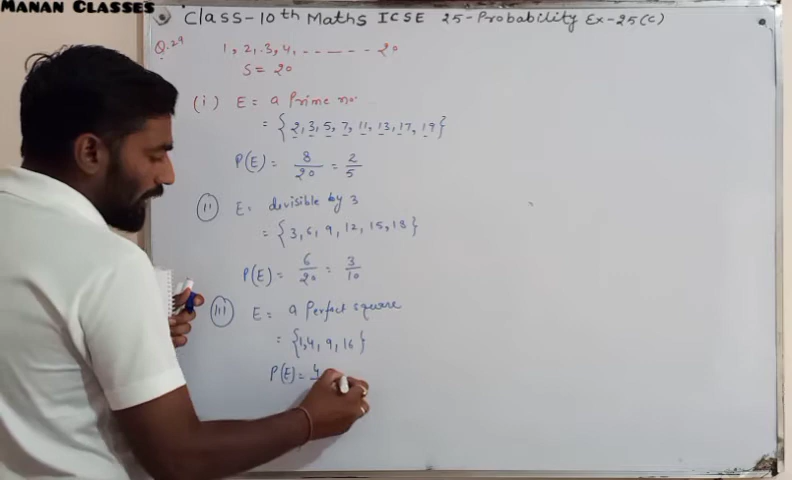 MANAN CLASSES
Class-10th Maths ICSE 25-Probability Ex-25(C)
Q.29 1, 2, 3, 4, - - - - - - 20
S = 20
(i) E = a Prime no.
= {2, 3, 5, 7, 11, 13, 17, 19}
P(E) = 8/20 = 2/5
(ii) E = devisible by 3
= {3, 6, 9, 12, 15, 18}
P(E) = 6/20 = 3/10
(iii) E = a Perfect square
= {1, 4, 9, 16}
P(E) = 4